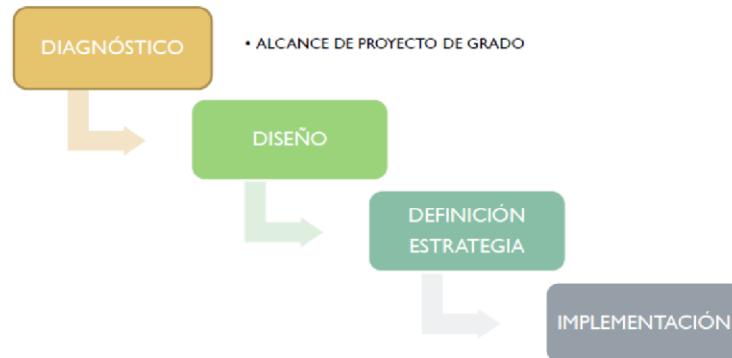 DIAGNÓSTICO
• ALCANCE DE PROYECTO DE GRADO
DISEÑO
DEFINICIÓN
ESTRATEGIA
IMPLEMENTACIÓN